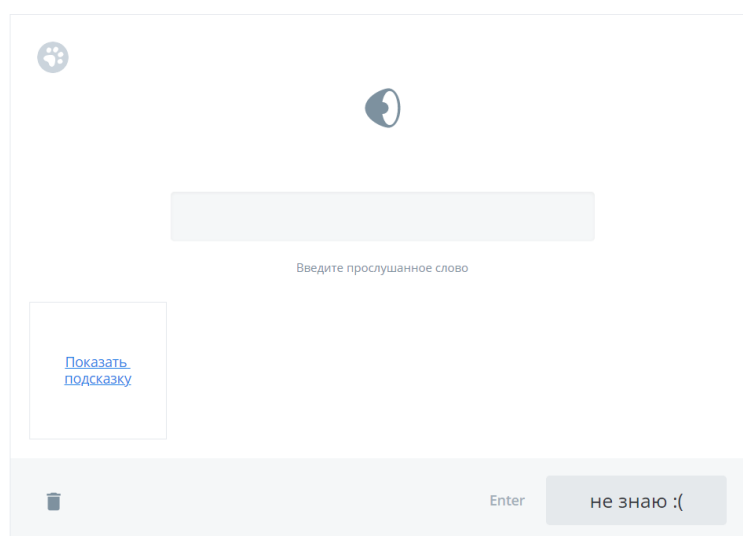 Введите прослушанное слово
Показать
подсказку
Enter
не знаю :(